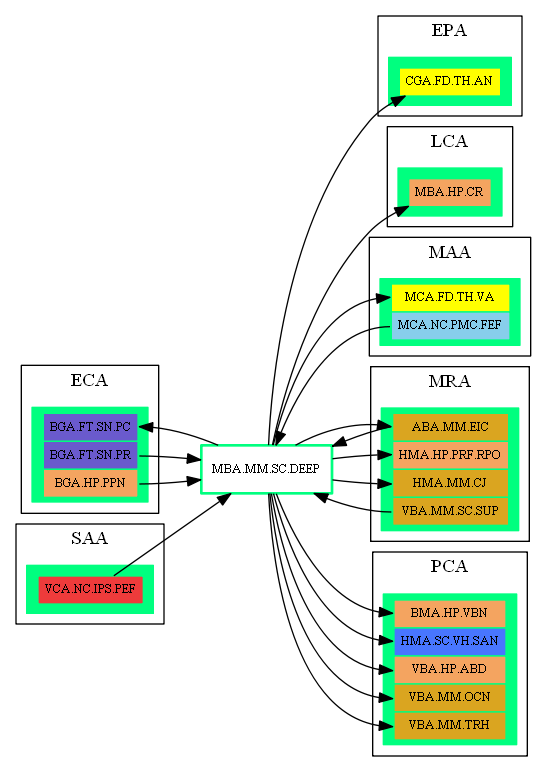 EPA
CGA.FD.TH.AN
LCA
MBA.HP.CR
MAA
MCA.FD.TH.VA
MCA.NC.PMC.FEF
ECA
BGA.FT.SN.PC
BGA.FT.SN.PR
BGA.HP.PPN
MBA.MM.SC.DEEP
MRA
ABA.MM.EIC
HMA.HP.PRF.RPO
HMA.MM.CJ
VBA.MM.SC.SUP
SAA
VCA.NC.IPS.PEF
PCA
BMA.HP.VBN
HMA.SC.VH.SAN
VBA.HP.ABD
VBA.MM.OCN
VBA.MM.TRH